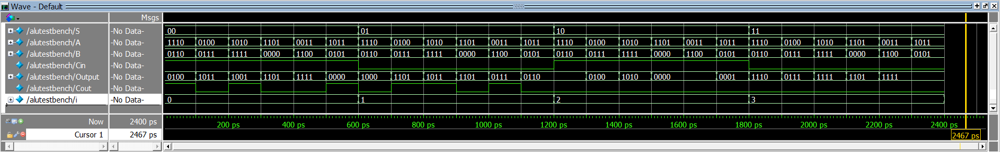 Wave - Default
Msgs
/alutestbench/S -No Data- 00 01 10 11
/alutestbench/A -No Data- 1110 0100 1010 1101 0011 1011 1110 0100 1010 1101 0011 1011 1110 0100 1010 1101 0011 1011 1110 0100 1010 1101 0011 1011
/alutestbench/B -No Data- 0110 0111 1111 0000 1100 0101 0110 0111 1111 0000 1100 0101 0110 0111 1111 0000 1100 0101 0110 0111 1111 0000 1100 0101
/alutestbench/Cin -No Data-
/alutestbench/Output -No Data- 0100 1011 1001 1101 1111 0000 1000 1101 1011 1101 0111 0110 0100 1010 0000 0001 1110 0111 1111 1101 1111
/alutestbench/Cout -No Data-
/alutestbench/i -No Data- 0 1 2 3
Now 2400 ps 200 ps 400 ps 600 ps 800 ps 1000 ps 1200 ps 1400 ps 1600 ps 1800 ps 2000 ps 2200 ps 2400 ps
Cursor 1 2467 ps 2467 ps